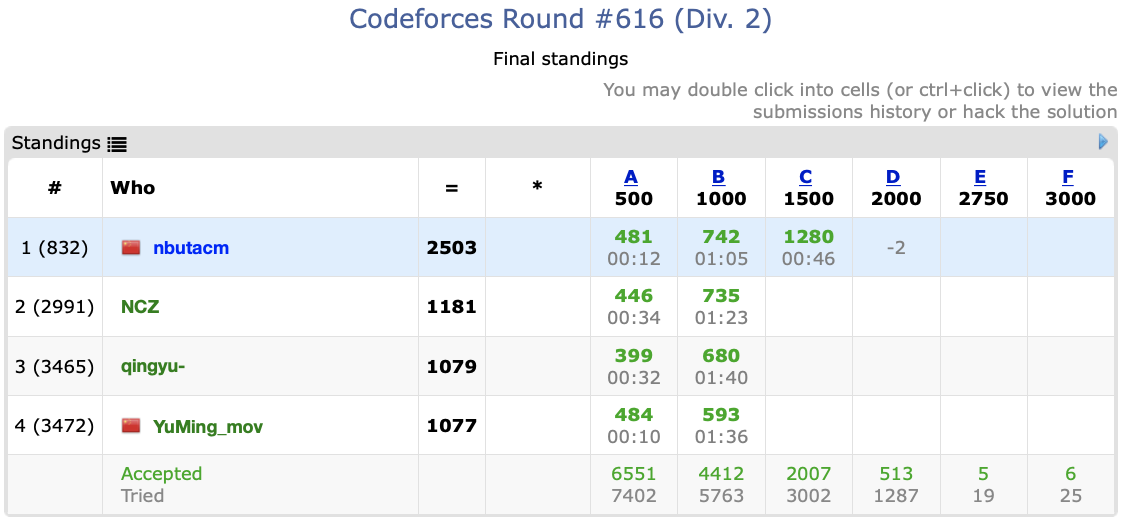 Codeforces Round #616 (Div. 2)
Final standings
You may double click into cells (or ctrl+click) to view the
submissions history or hack the solution
Standings
# Who = * A B C D E F
500 1000 1500 2000 2750 3000
1 (832) nbutacm 2503 481 742 1280 -2
00:12 01:05 00:46
2 (2991) NCZ 1181 446 735
00:34 01:23
3 (3465) qingyu- 1079 399 680
00:32 01:40
4 (3472) YuMing_mov 1077 484 593
00:10 01:36
Accepted 6551 4412 2007 513 5 6
Tried 7402 5763 3002 1287 19 25